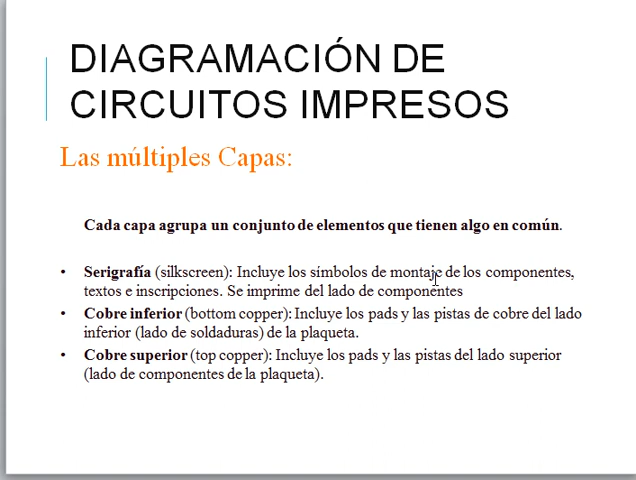 DIAGRAMACIÓN DE
CIRCUITOS IMPRESOS
Las múltiples Capas:
Cada capa agrupa un conjunto de elementos que tienen algo en común.
• Serigrafía (silkscreen): Incluye los símbolos de montaje de los componentes,
textos e inscripciones. Se imprime del lado de componentes
• Cobre inferior (bottom copper): Incluye los pads y las pistas de cobre del lado
inferior (lado de soldaduras) de la plaqueta.
• Cobre superior (top copper): Incluye los pads y las pistas del lado superior
(lado de componentes de la plaqueta).